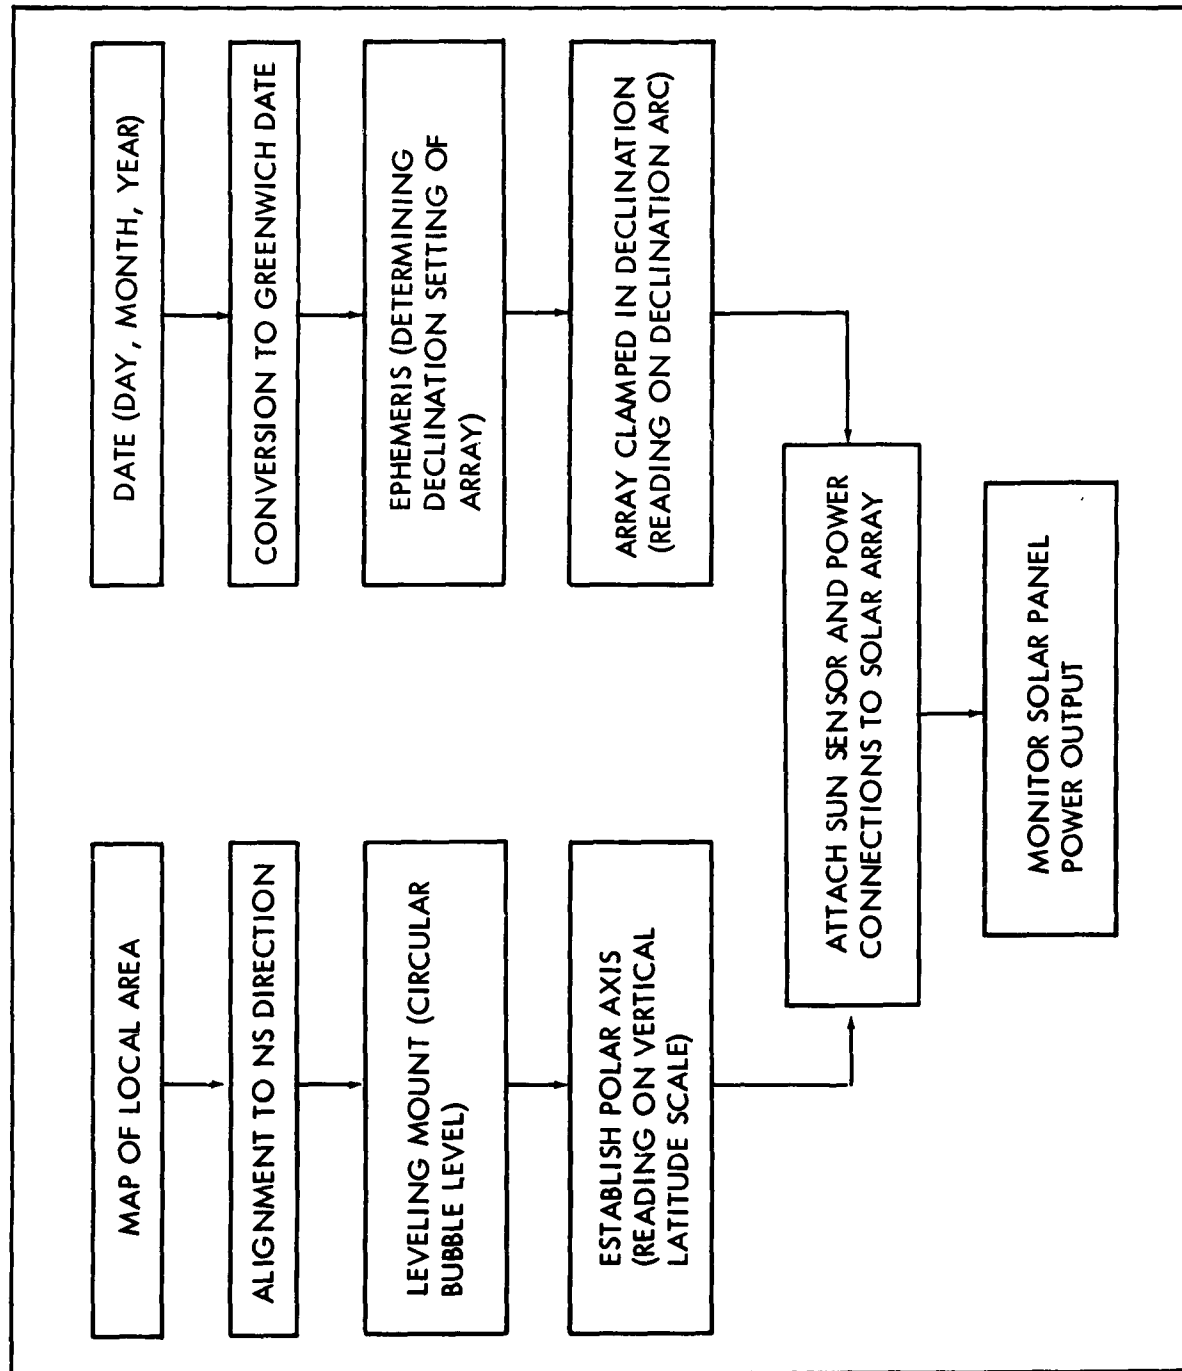 MAP OF LOCAL AREA
ALIGNMENT TO NS DIRECTION
LEVELING MOUNT (CIRCULAR
BUBBLE LEVEL)
ESTABLISH POLAR AXIS
(READING ON VERTICAL
LATITUDE SCALE)
DATE (DAY, MONTH, YEAR)
CONVERSION TO GREENWICH DATE
EPHEMERIS (DETERMINING
DECLINATION SETTING OF
ARRAY)
ARRAY CLAMPED IN DECLINATION
(READING ON DECLINATION ARC)
ATTACH SUN SENSOR AND POWER
CONNECTIONS TO SOLAR ARRAY
MONITOR SOLAR PANEL
POWER OUTPUT